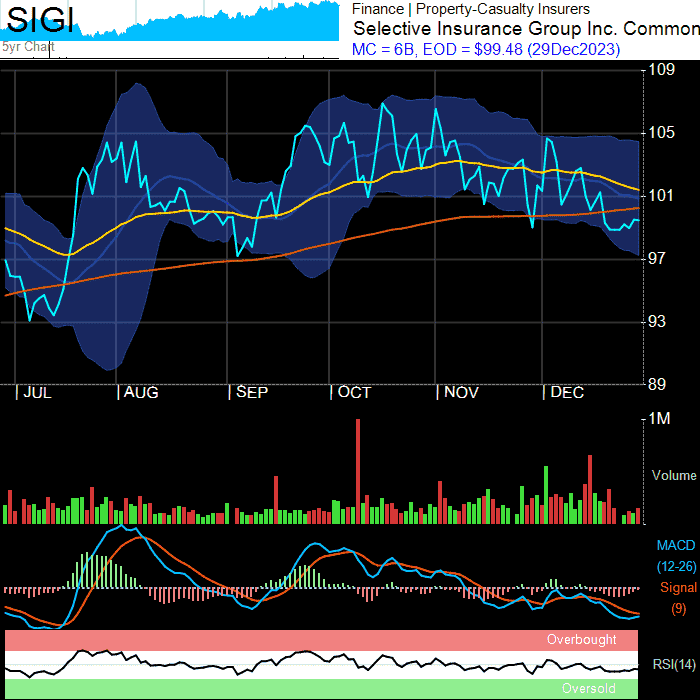 SIGI
5yr Chart
Finance | Property-Casualty Insurers
Selective Insurance Group Inc. Common
MC = 6B, EOD = $99.48 (29Dec2023)
109
105
101
97
93
89
JUL AUG SEP OCT NOV DEC
1M
Volume
MACD
(12-26)
Signal
(9)
Overbought
RSI(14)
Oversold